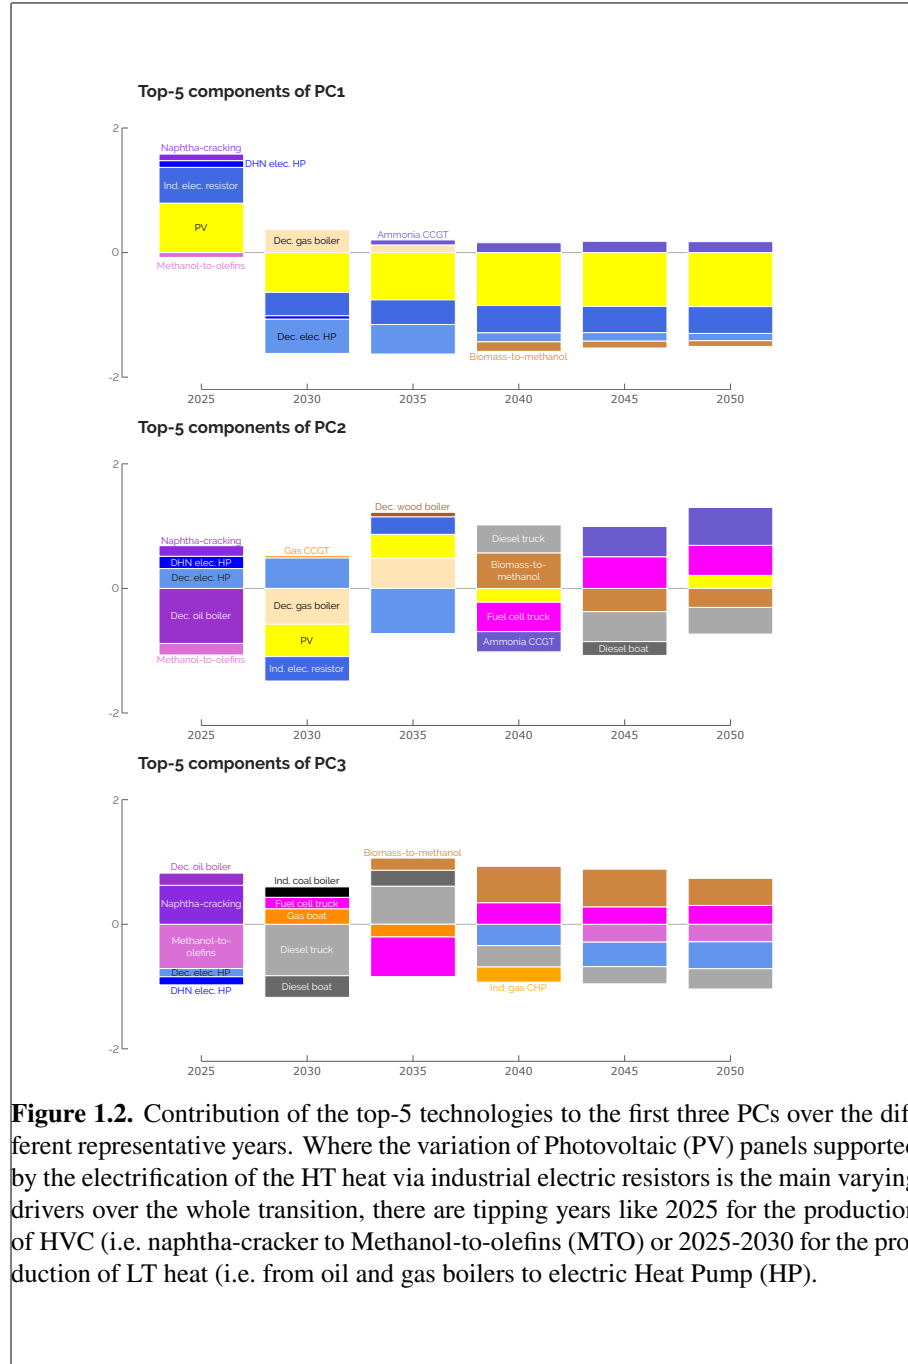 Top-5 components of PC1
2
Naphtha-cracking
DHN elec. HP
Ind. elec. resistor
PV
Dec. gas boiler
Ammonia CCGT
0
Methanol-to-olefins
Dec. elec. HP
Biomass-to-methanol
-2
2025 2030 2035 2040 2045 2050
Top-5 components of PC2
2
Dec. wood boiler
Naphtha-cracking
Gas CCGT
Diesel truck
DHN elec. HP
Biomass-to-
methanol
Dec. elec. HP
0
Dec. oil boiler
Dec. gas boiler
Fuel cell truck
PV
Ammonia CCGT
Diesel boat
Methanol-to-olefins
Ind. elec. resistor
-2
2025 2030 2035 2040 2045 2050
Top-5 components of PC3
2
Biomass-to-methanol
Dec. oil boiler
Ind. coal boiler
Naphtha-cracking
Fuel cell truck
Gas boat
0
Methanol-to-
olefins
Diesel truck
Dec. elec. HP
DHN elec. HP
Diesel boat
Ind. gas CHP
-2
2025 2030 2035 2040 2045 2050
Figure 1.2. Contribution of the top-5 technologies to the first three PCs over the dif-
ferent representative years. Where the variation of Photovoltaic (PV) panels supported
by the electrification of the HT heat via industrial electric resistors is the main varying
drivers over the whole transition, there are tipping years like 2025 for the production
of HVC (i.e. naphtha-cracker to Methanol-to-olefins (MTO) or 2025-2030 for the pro-
duction of LT heat (i.e. from oil and gas boilers to electric Heat Pump (HP).